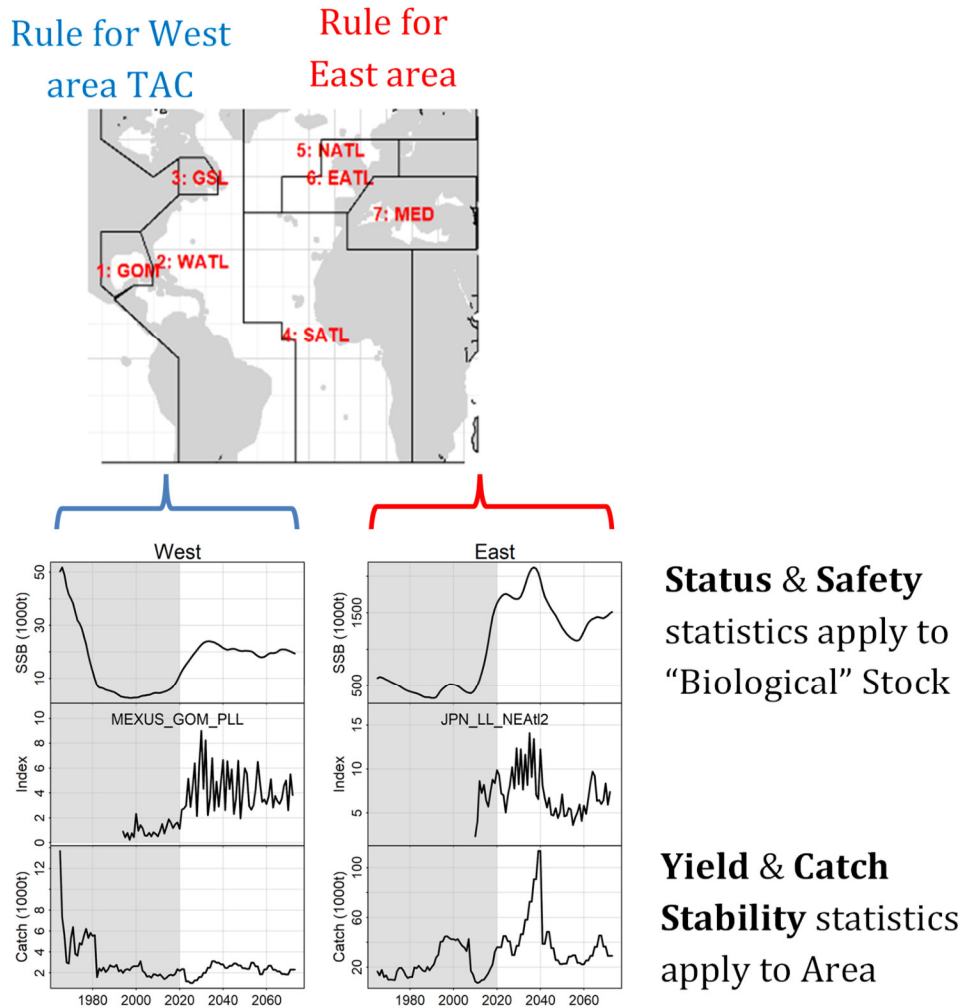 Rule for West
area TAC
Rule for
East area
5: NATL
3: GSL
6: EATL
7: MED
2: WATL
1: GOM
4: SATL
West
East
SSB (1000t)
50
30
10
SSB (1000t)
1500
500
Status & Safety
statistics apply to
“Biological” Stock
MEXUS_GOM_PLL
JPN_LL_NEAtl2
Index
10
8
6
4
2
0
Index
15
10
5
Catch (1000t)
12
10
8
6
4
2
Catch (1000t)
100
60
20
Yield & Catch
Stability statistics
apply to Area
1980 2000 2020 2040 2060
1980 2000 2020 2040 2060